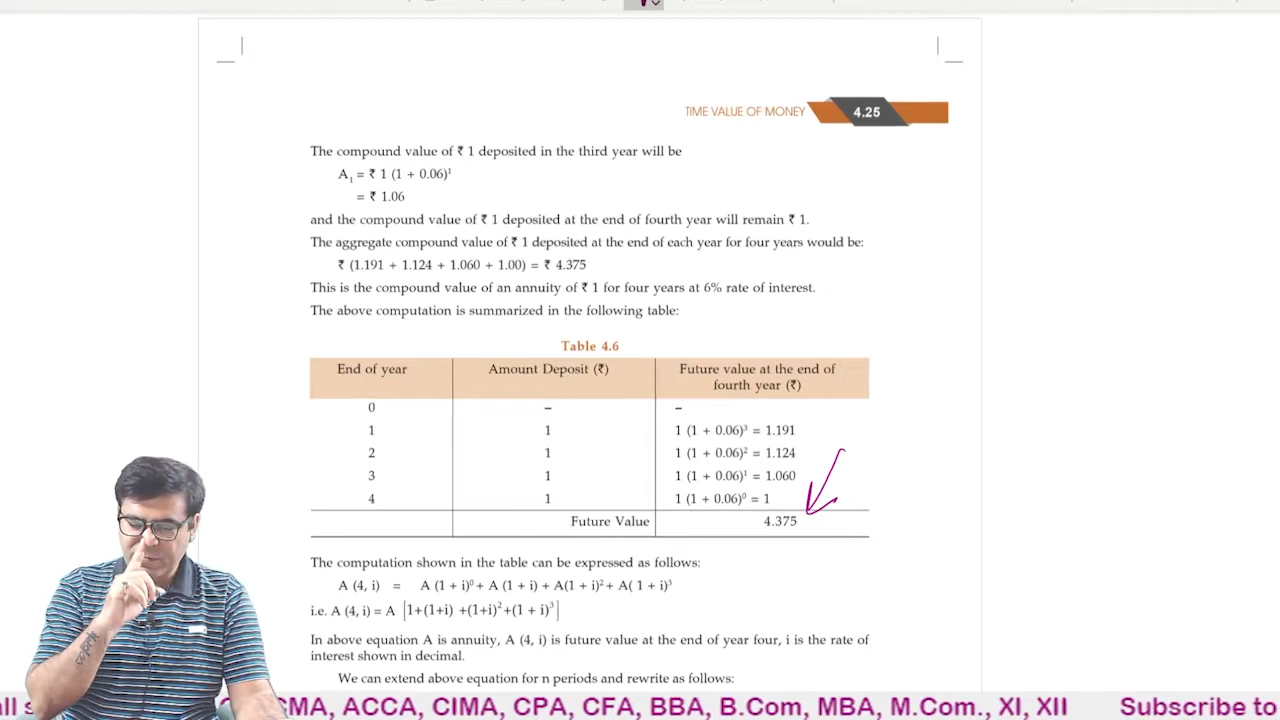 TIME VALUE OF MONEY 4.25
The compound value of ₹ 1 deposited in the third year will be
A₁ = ₹ 1 (1 + 0.06)¹
= ₹ 1.06
and the compound value of ₹ 1 deposited at the end of fourth year will remain ₹ 1.
The aggregate compound value of ₹ 1 deposited at the end of each year for four years would be:
₹ (1.191 + 1.124 + 1.060 + 1.00) = ₹ 4.375
This is the compound value of an annuity of ₹ 1 for four years at 6% rate of interest.
The above computation is summarized in the following table:
Table 4.6
End of year Amount Deposit (₹) Future value at the end of
fourth year (₹)
0 – –
1 1 1 (1 + 0.06)³ = 1.191
2 1 1 (1 + 0.06)² = 1.124
3 1 1 (1 + 0.06)¹ = 1.060
4 1 1 (1 + 0.06)⁰ = 1
Future Value 4.375
The computation shown in the table can be expressed as follows:
A (4, i) = A (1 + i)⁰ + A (1 + i) + A(1 + i)² + A( 1 + i)³
i.e. A (4, i) = A [1+(1+i) +(1+i)² +(1 + i)³]
In above equation A is annuity, A (4, i) is future value at the end of year four, i is the rate of
interest shown in decimal.
We can extend above equation for n periods and rewrite as follows:
CMA, ACCA, CIMA, CPA, CFA, BBA, B.Com, MBA, M.Com., XI, XII Subscribe to